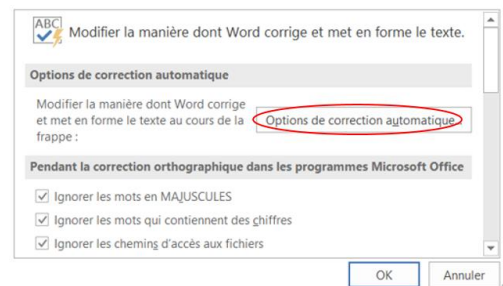 ABC
Modifier la manière dont Word corrige et met en forme le texte.
Options de correction automatique
Modifier la manière dont Word corrige
et met en forme le texte au cours de la
frappe :
Options de correction automatique...
Pendant la correction orthographique dans les programmes Microsoft Office
Ignorer les mots en MAJUSCULES
Ignorer les mots qui contiennent des chiffres
Ignorer les chemins d'accès aux fichiers
OK
Annuler